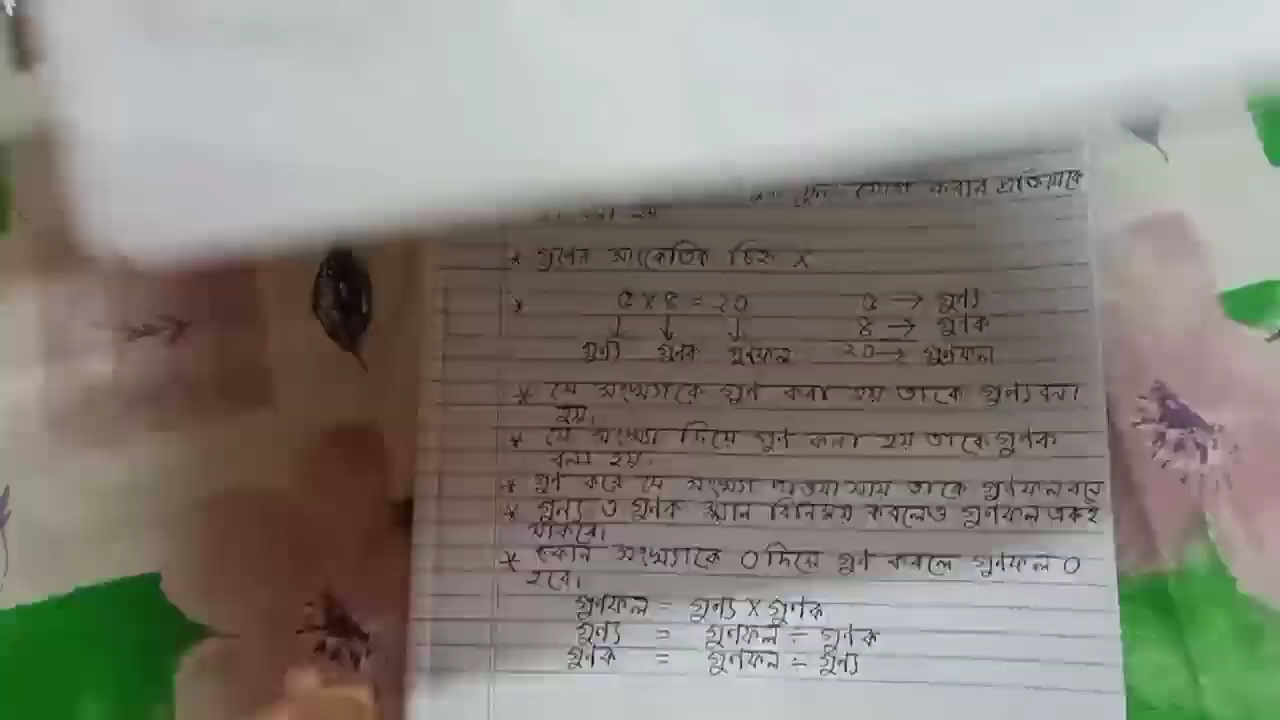 যোগ করার প্রক্রিয়াকে
* গুণের সাংকেতিক চিহ্ন ×
* ৫ × ৪ = ২০ ৫ → গুণ্য
৪ → গুণক
গুণ্য গুণক গুণফল ২০ → গুণফল
* যে সংখ্যাকে গুণ করা হয় তাকে গুণ্য বলা
হয়।
* যে সংখ্যা দিয়ে গুণ করা হয় তাকে গুণক
বলা হয়।
* গুণ করে যে সংখ্যা পাওয়া যায় তাকে গুণফল বলে
* গুণ্য ও গুণক স্থান বিনিময় করলেও গুণফল একই
থাকবে।
* কোন সংখ্যাকে 0 দিয়ে গুণ করলে গুণফল 0
হবে।
গুণফল = গুণ্য × গুণক
গুণ্য = গুণফল ÷ গুণক
গুণক = গুণফল ÷ গুণ্য